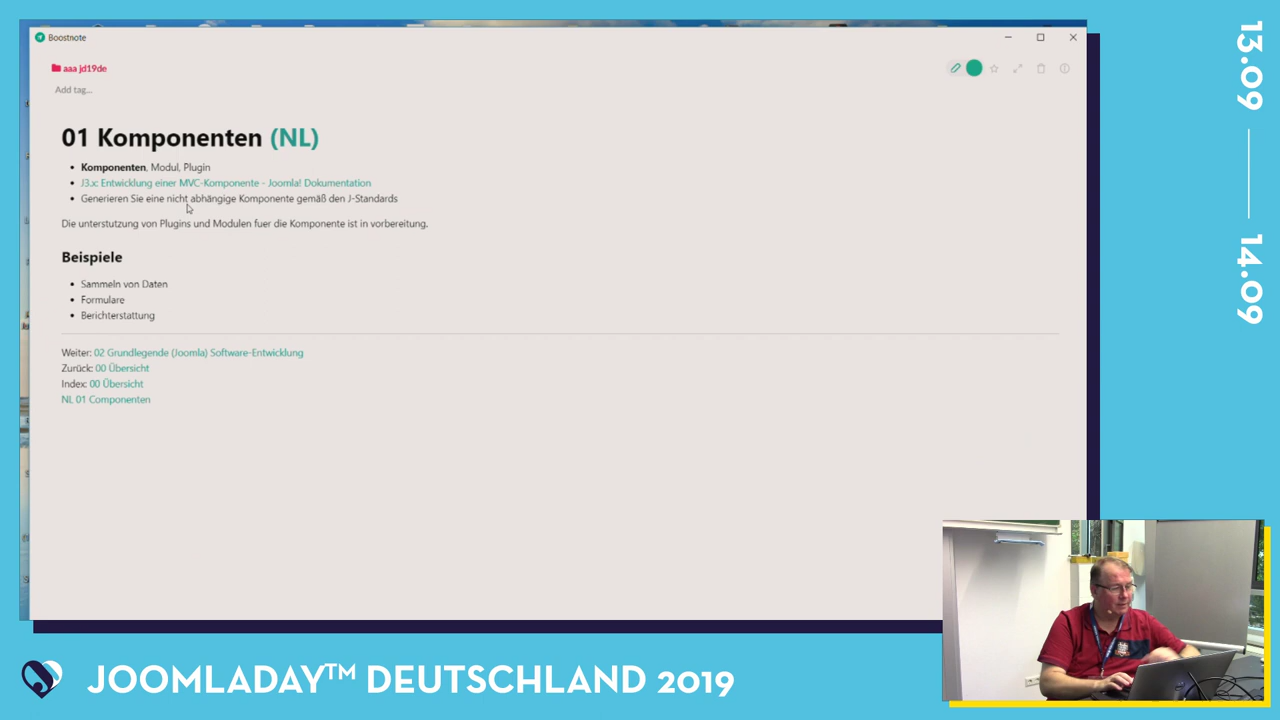 Boostnote
aaa jd19de
Add tag...
01 Komponenten (NL)
Komponenten, Modul, Plugin
J3.x: Entwicklung einer MVC-Komponente - Joomla! Dokumentation
Generieren Sie eine nicht abhängige Komponente gemäß den J-Standards
Die unterstutzung von Plugins und Modulen fuer die Komponente ist in vorbereitung.
Beispiele
Sammeln von Daten
Formulare
Berichterstattung
Weiter: 02 Grundlegende (Joomla) Software-Entwicklung
Zurück: 00 Übersicht
Index: 00 Übersicht
NL 01 Componenten
13.09
14.09
JOOMLADAY™ DEUTSCHLAND 2019